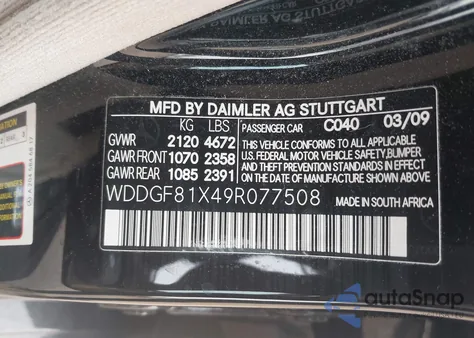 MFD BY DAIMLER AG STUTTGART
KG LBS
GVWR 2120 4672 PASSENGER CAR C040 03/09
GAWR FRONT 1070 2358
GAWR REAR 1085 2391
THIS VEHICLE CONFORMS TO ALL APPLICABLE
U.S. FEDERAL MOTOR VEHICLE SAFETY, BUMPER
AND THEFT PREVENTION STANDARDS IN EFFECT
ON THE DATE OF MANUFACTURE SHOWN ABOVE.
WDDGF81X49R077508 MADE IN SOUTH AFRICA
autoSnap